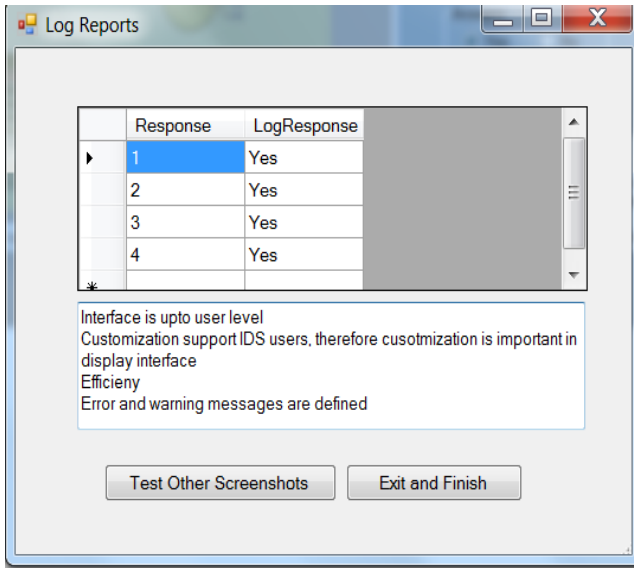 Log Reports
Response LogResponse
1 Yes
2 Yes
3 Yes
4 Yes
Interface is upto user level
Customization support IDS users, therefore cusotmization is important in
display interface
Efficieny
Error and warning messages are defined
Test Other Screenshots Exit and Finish